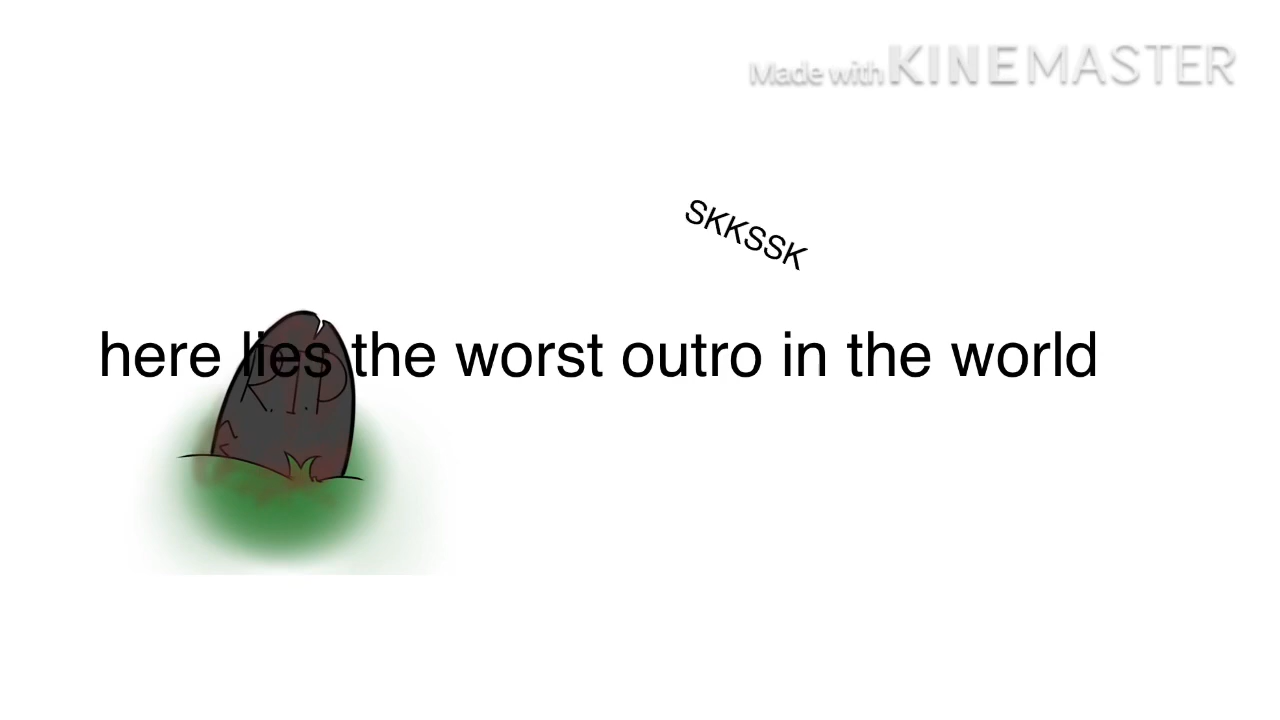 Made with KINEMASTER
SKKSSK
here lies the worst outro in the world
R.I.P